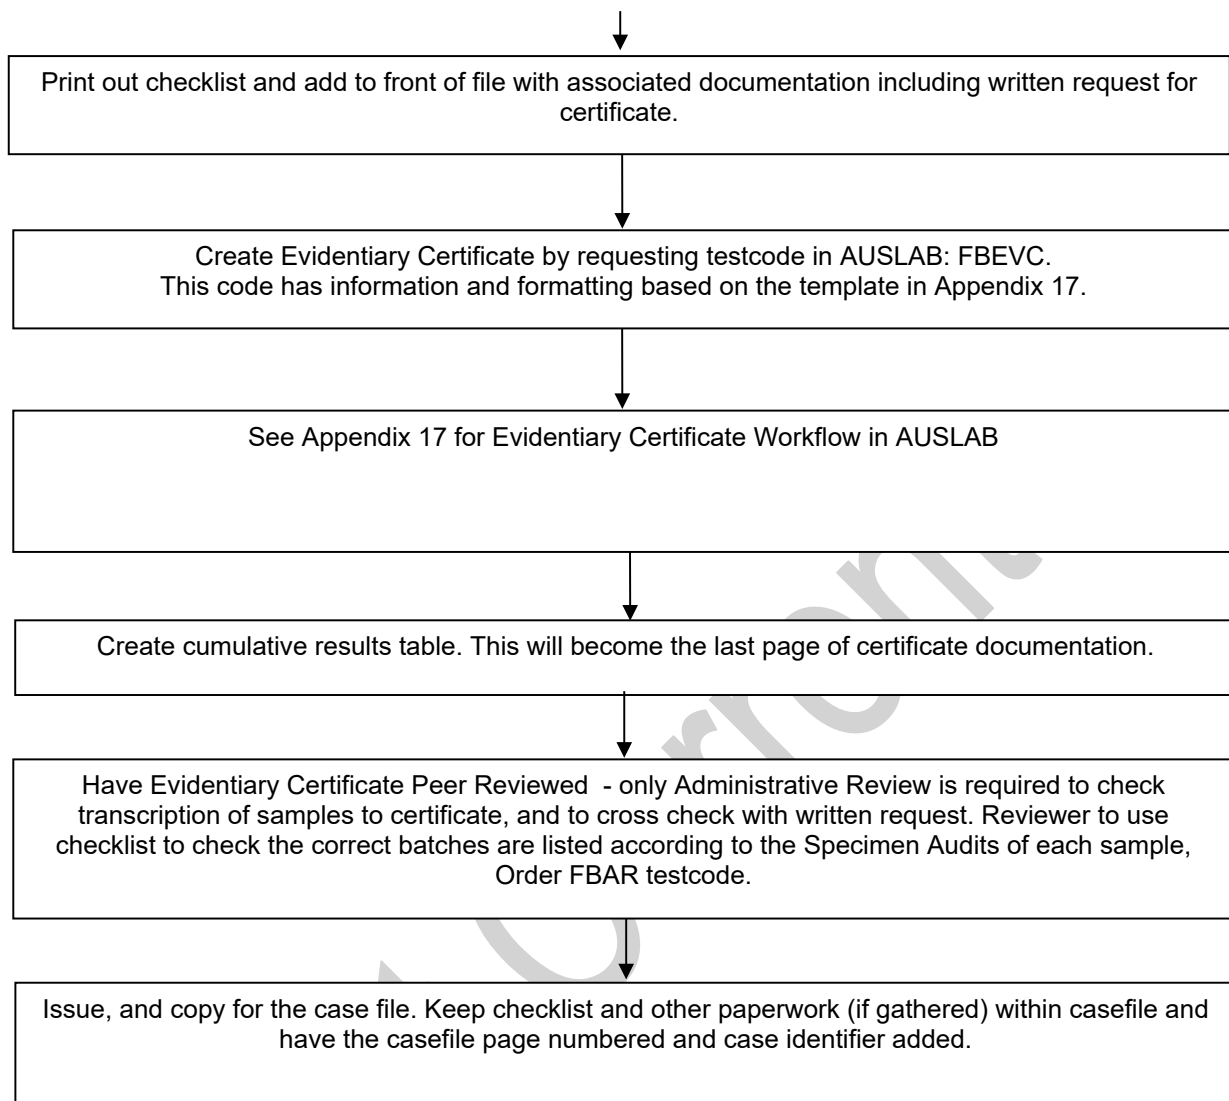 Print out checklist and add to front of file with associated documentation including written request for
certificate.
Create Evidentiary Certificate by requesting testcode in AUSLAB: FBEVC.
This code has information and formatting based on the template in Appendix 17.
See Appendix 17 for Evidentiary Certificate Workflow in AUSLAB
Create cumulative results table. This will become the last page of certificate documentation.
Have Evidentiary Certificate Peer Reviewed - only Administrative Review is required to check
transcription of samples to certificate, and to cross check with written request. Reviewer to use
checklist to check the correct batches are listed according to the Specimen Audits of each sample,
Order FBAR testcode.
Issue, and copy for the case file. Keep checklist and other paperwork (if gathered) within casefile and
have the casefile page numbered and case identifier added.